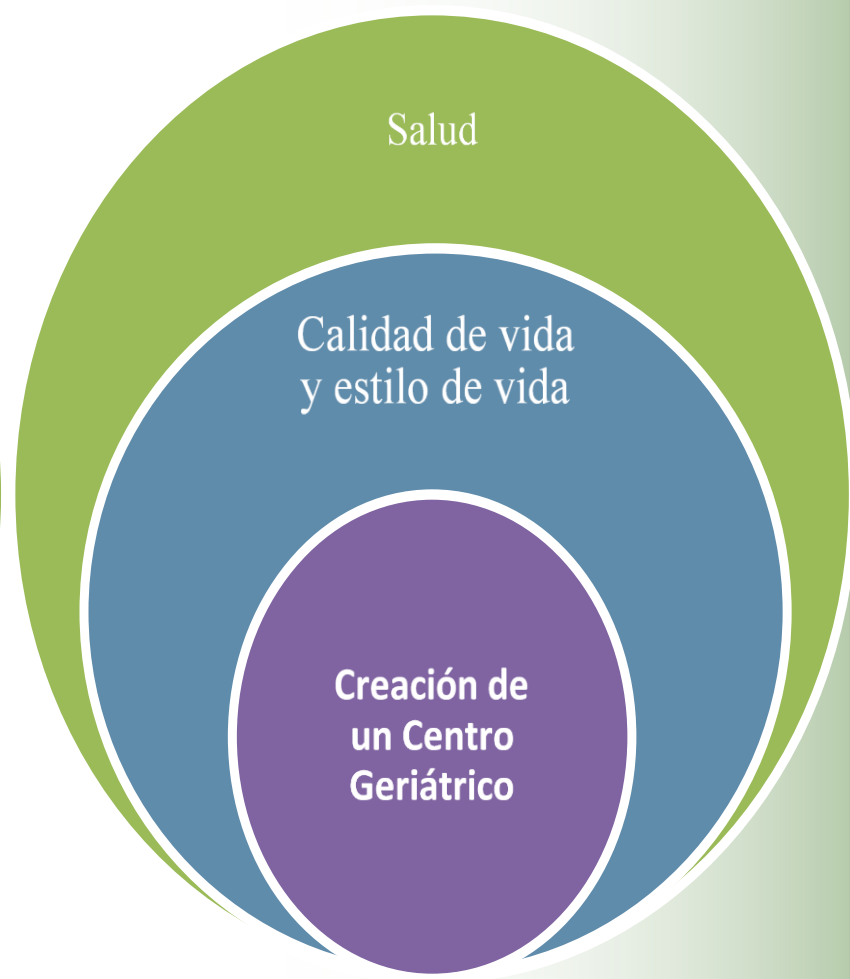 Salud
Calidad de vida
y estilo de vida
Creación de
un Centro
Geriátrico